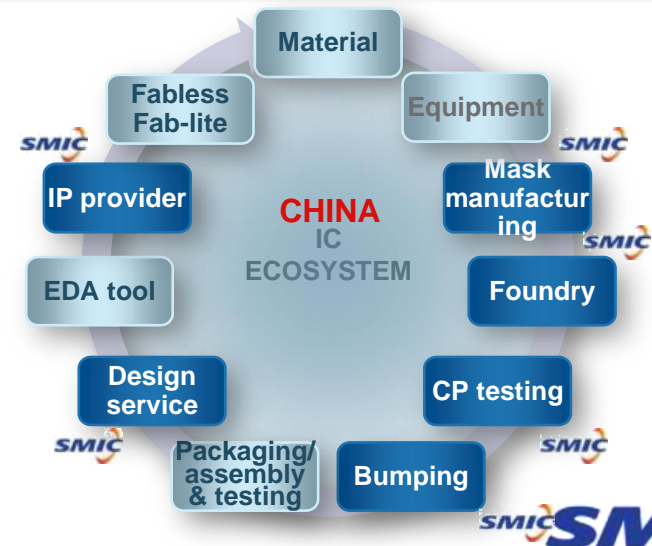 Material
Fabless
Fab-lite
Equipment
SMIC
SMIC
IP provider
Mask
manufactur
ing
CHINA
IC
ECOSYSTEM
SMIC
EDA tool
Foundry
Design
service
CP testing
SMIC
SMIC
Packaging/
assembly
& testing
Bumping
SMIC
SM